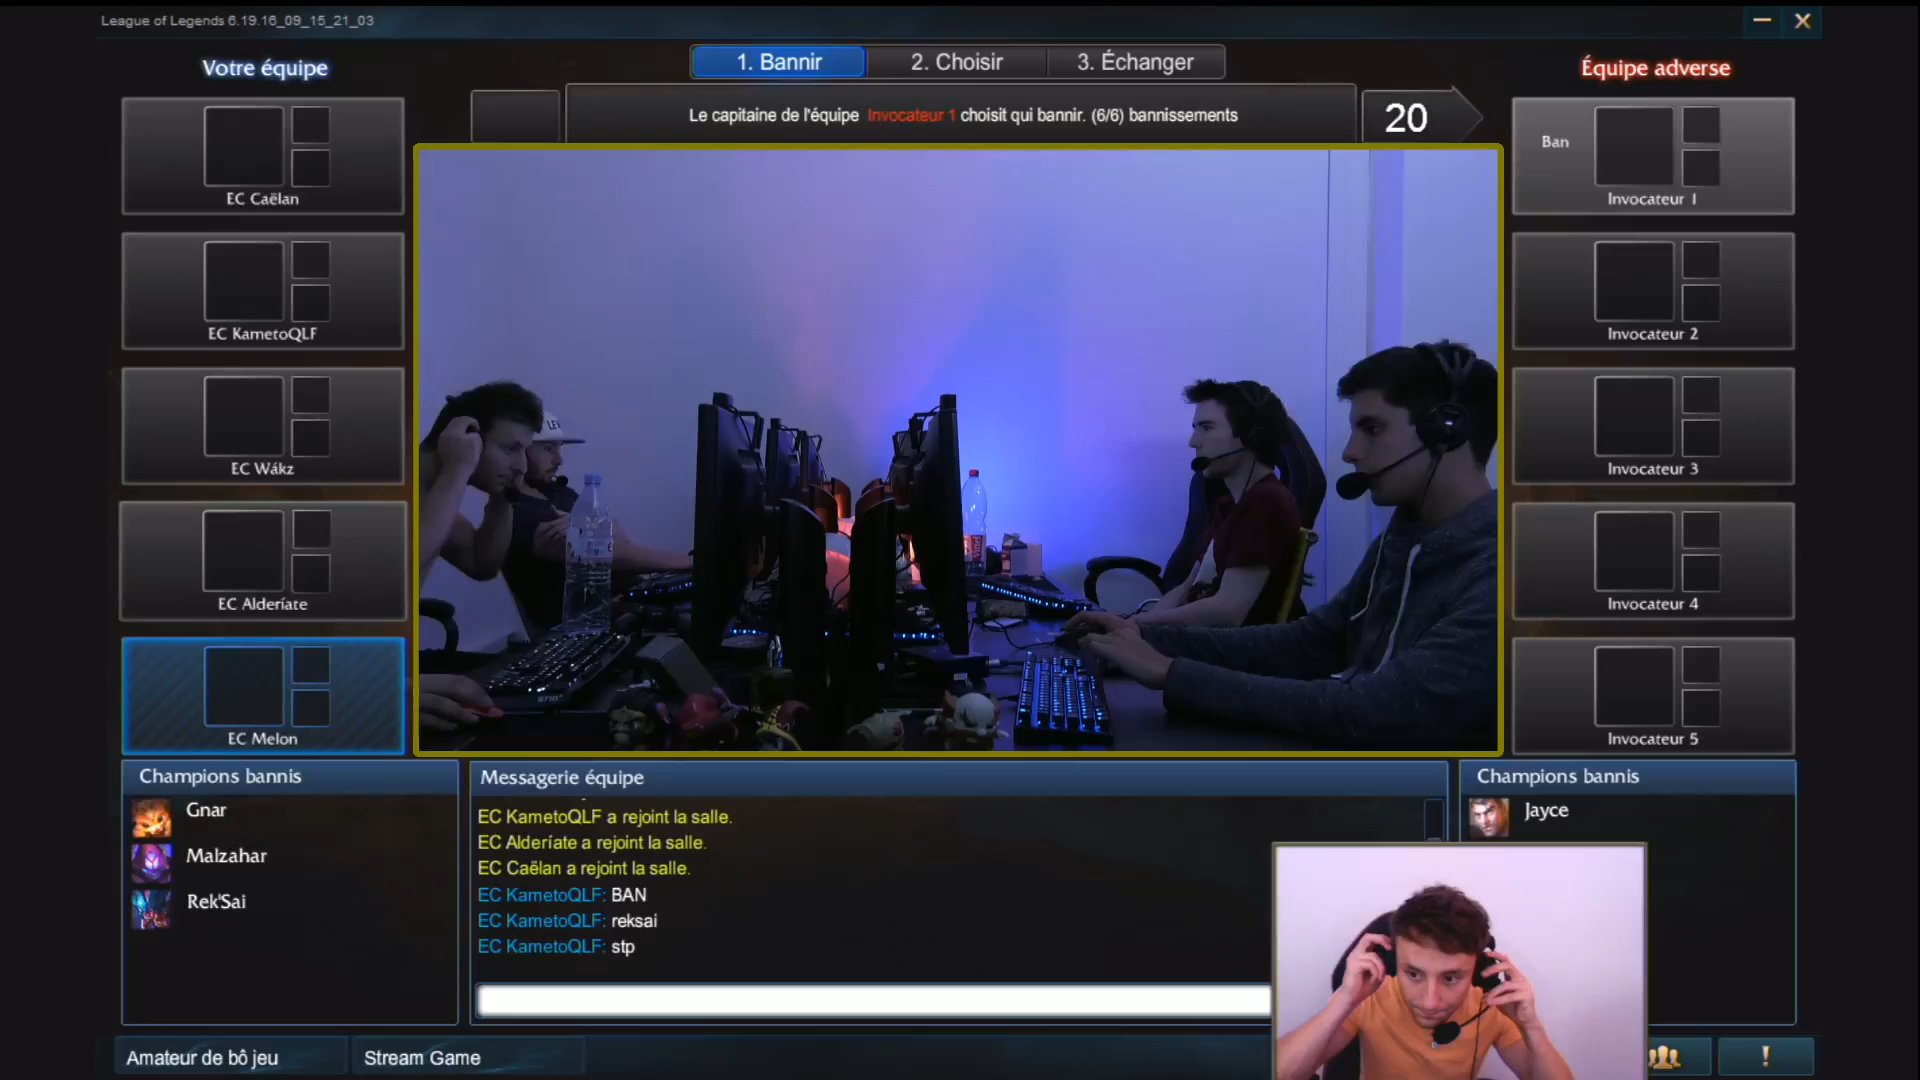 League of Legends 6.19.16_09_15_21_03
Votre équipe
1. Bannir
2. Choisir
3. Échanger
Équipe adverse
Le capitaine de l'équipe Invocateur 1 choisit qui bannir. (6/6) bannissements
20
EC Caëlan
EC KametoQLF
EC Wákz
EC Alderíate
EC Melon
Ban
Invocateur 1
Invocateur 2
Invocateur 3
Invocateur 4
Invocateur 5
Champions bannis
Gnar
Malzahar
Rek'Sai
Messagerie équipe
EC KametoQLF a rejoint la salle.
EC Alderíate a rejoint la salle.
EC Caëlan a rejoint la salle.
EC KametoQLF: BAN
EC KametoQLF: reksai
EC KametoQLF: stp
Champions bannis
Jayce
Amateur de bô jeu
Stream Game